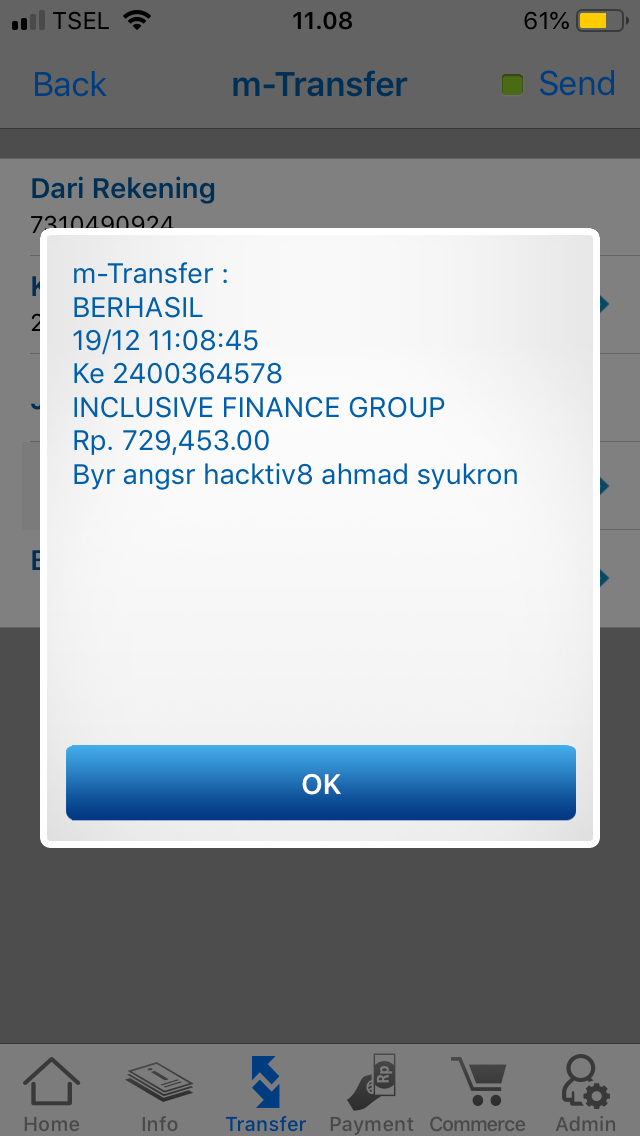 TSEL 11.08 61%
Back m-Transfer Send
Dari Rekening
7310490924
m-Transfer :
BERHASIL
19/12 11:08:45
Ke 2400364578
INCLUSIVE FINANCE GROUP
Rp. 729,453.00
Byr angsr hacktiv8 ahmad syukron
OK
Rp
Home Info Transfer Payment Commerce Admin